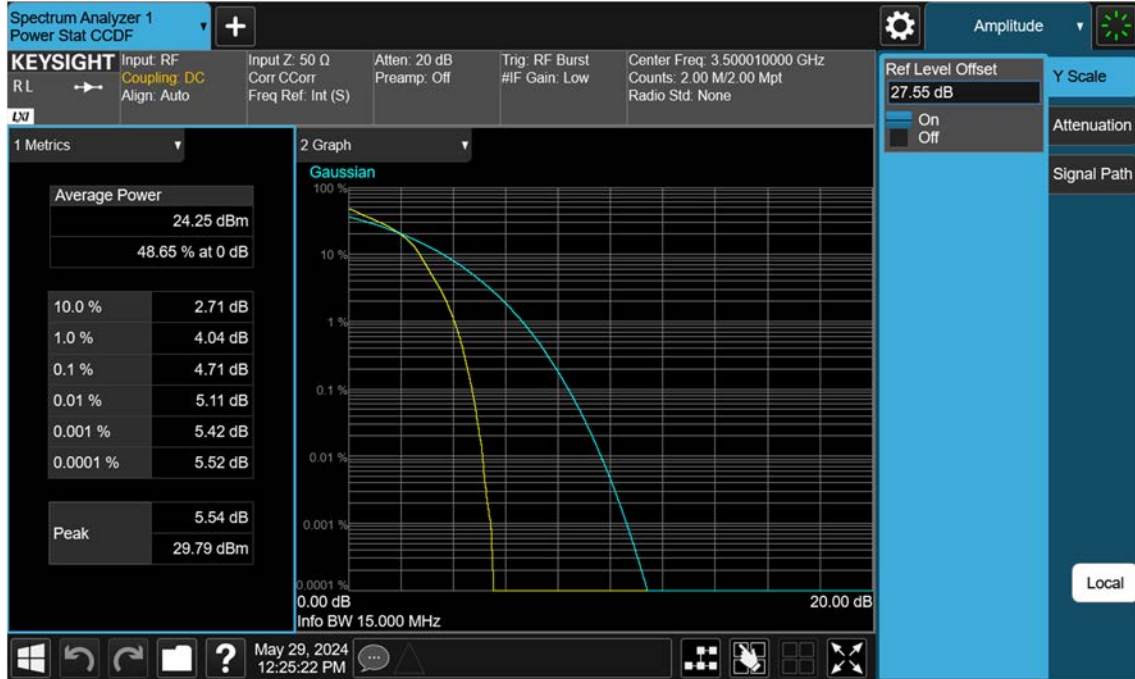 Spectrum Analyzer 1
Power Stat CCDF
+
Amplitude
KEYSIGHT
R L
LXI
Input: RF
Coupling: DC
Align: Auto
Input Z: 50 Ω
Corr CCorr
Freq Ref: Int (S)
Atten: 20 dB
Preamp: Off
Trig: RF Burst
#IF Gain: Low
Center Freq: 3.500010000 GHz
Counts: 2.00 M/2.00 Mpt
Radio Std: None
Ref Level Offset
27.55 dB
On
Off
Y Scale
Attenuation
Signal Path
Local
1 Metrics
Average Power
24.25 dBm
48.65 % at 0 dB
10.0 % 2.71 dB
1.0 % 4.04 dB
0.1 % 4.71 dB
0.01 % 5.11 dB
0.001 % 5.42 dB
0.0001 % 5.52 dB
Peak
5.54 dB
29.79 dBm
2 Graph
Gaussian
100 %
10 %
1 %
0.1 %
0.01 %
0.001 %
0.0001 %
0.00 dB 20.00 dB
Info BW 15.000 MHz
?
May 29, 2024
12:25:22 PM